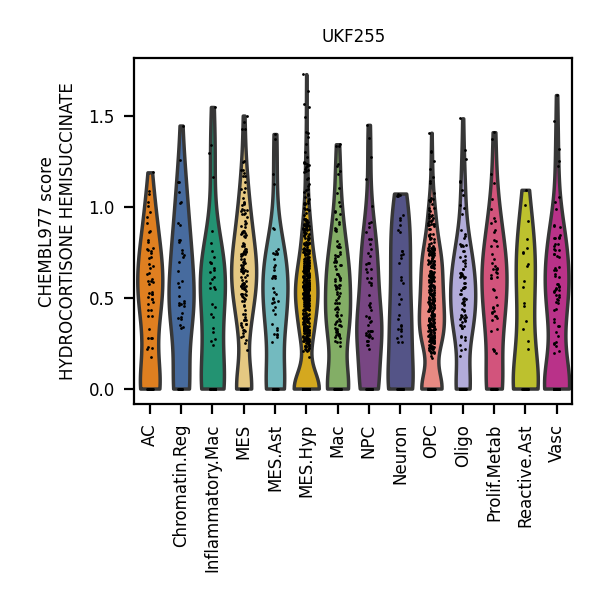 UKF255
CHEMBL977 score
HYDROCORTISONE HEMISUCCINATE
1.5
1.0
0.5
0.0
AC
Chromatin.Reg
Inflammatory.Mac
MES
MES.Ast
MES.Hyp
Mac
NPC
Neuron
OPC
Oligo
Prolif.Metab
Reactive.Ast
Vasc